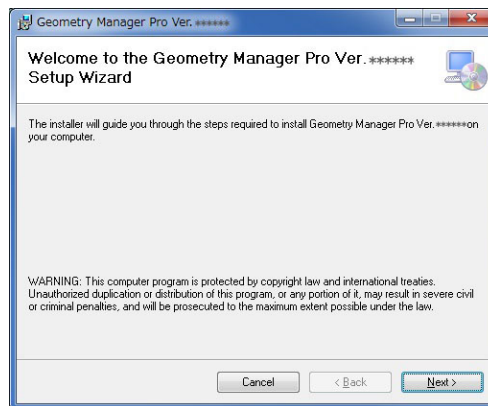 Geometry Manager Pro Ver. ******
Welcome to the Geometry Manager Pro Ver. ******
Setup Wizard
The installer will guide you through the steps required to install Geometry Manager Pro Ver. ******on
your computer.
WARNING: This computer program is protected by copyright law and international treaties.
Unauthorized duplication or distribution of this program, or any portion of it, may result in severe civil
or criminal penalties, and will be prosecuted to the maximum extent possible under the law.
Cancel < Back Next >